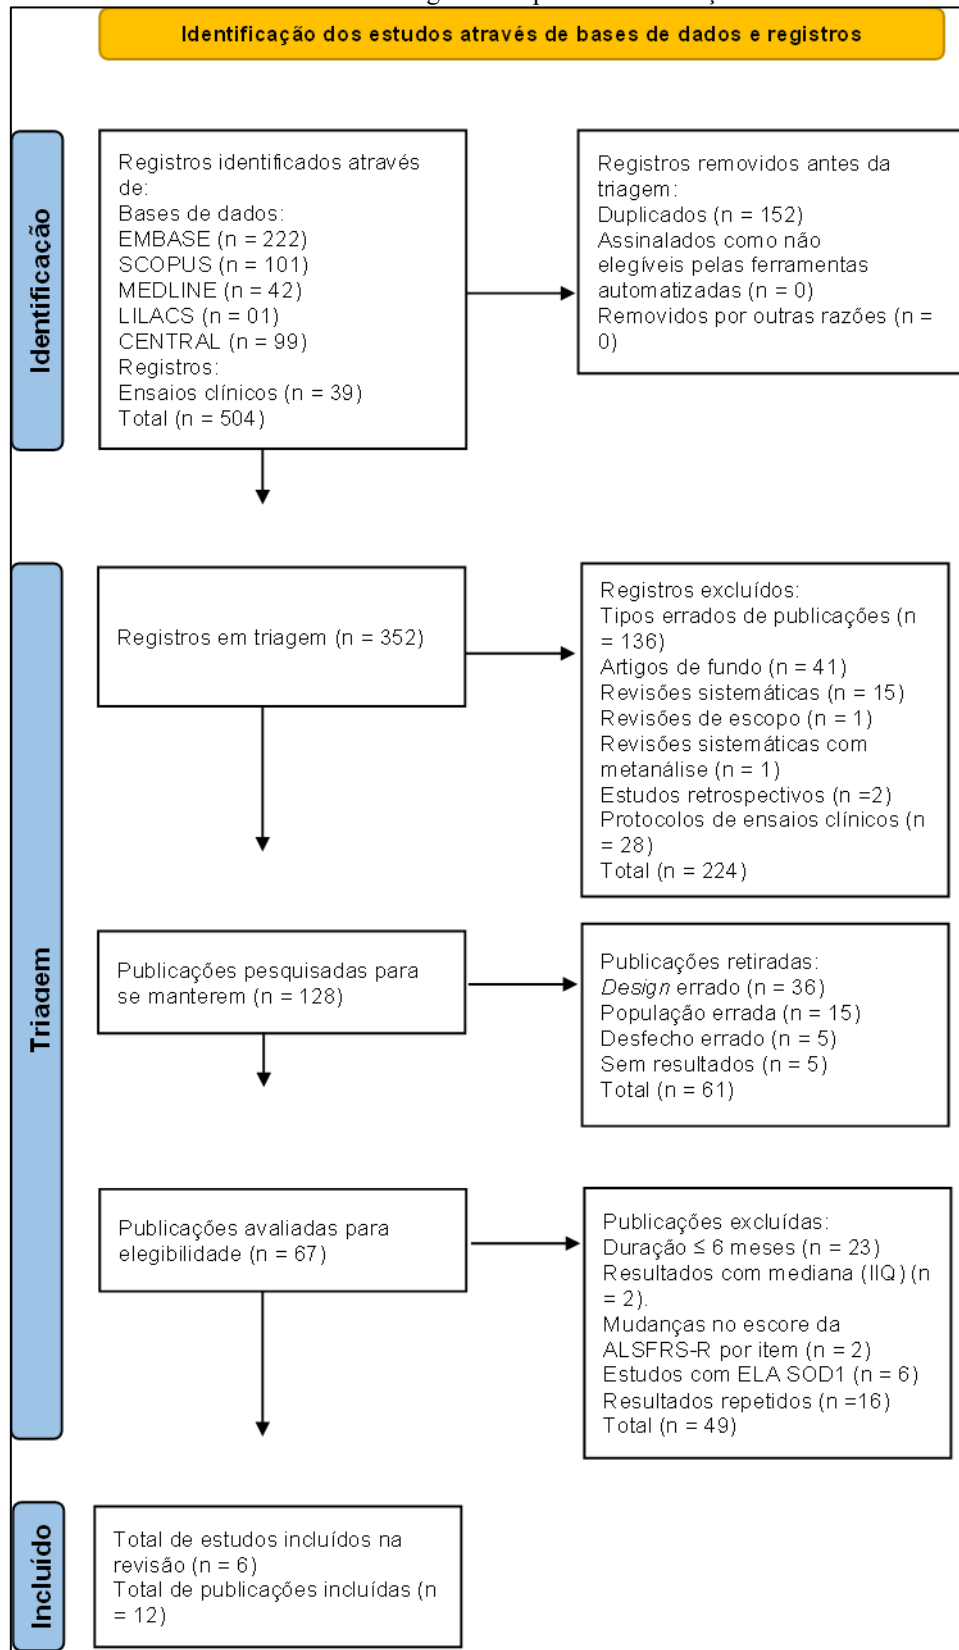 Identificação dos estudos através de bases de dados e registros
Identificação
Registros identificados através
de:
Bases de dados:
EMBASE (n = 222)
SCOPUS (n = 101)
MEDLINE (n = 42)
LILACS (n = 01)
CENTRAL (n = 99)
Registros:
Ensaios clínicos (n = 39)
Total (n = 504)
Registros removidos antes da
triagem:
Duplicados (n = 152)
Assinalados como não
elegíveis pelas ferramentas
automatizadas (n = 0)
Removidos por outras razões (n =
0)
Triadem
Registros em triagem (n = 352)
Registros excluídos:
Tipos errados de publicações (n
= 136)
Artigos de fundo (n = 41)
Revisões sistemáticas (n = 15)
Revisões de escopo (n = 1)
Revisões sistemáticas com
metanálise (n = 1)
Estudos retrospectivos (n =2)
Protocolos de ensaios clínicos (n
= 28)
Total (n = 224)
Publicações pesquisadas para
se manterem (n = 128)
Publicações retiradas:
Design errado (n = 36)
População errada (n = 15)
Desfecho errado (n = 5)
Sem resultados (n = 5)
Total (n = 61)
Publicações avaliadas para
elegibilidade (n = 67)
Publicações excluídas:
Duração ≤ 6 meses (n = 23)
Resultados com mediana (IIQ) (n
= 2).
Mudanças no escore da
ALSFRS-R por item (n = 2)
Estudos com ELA SOD1 (n = 6)
Resultados repetidos (n =16)
Total (n = 49)
Incluído
Total de estudos incluídos na
revisão (n = 6)
Total de publicações incluídas (n
= 12)